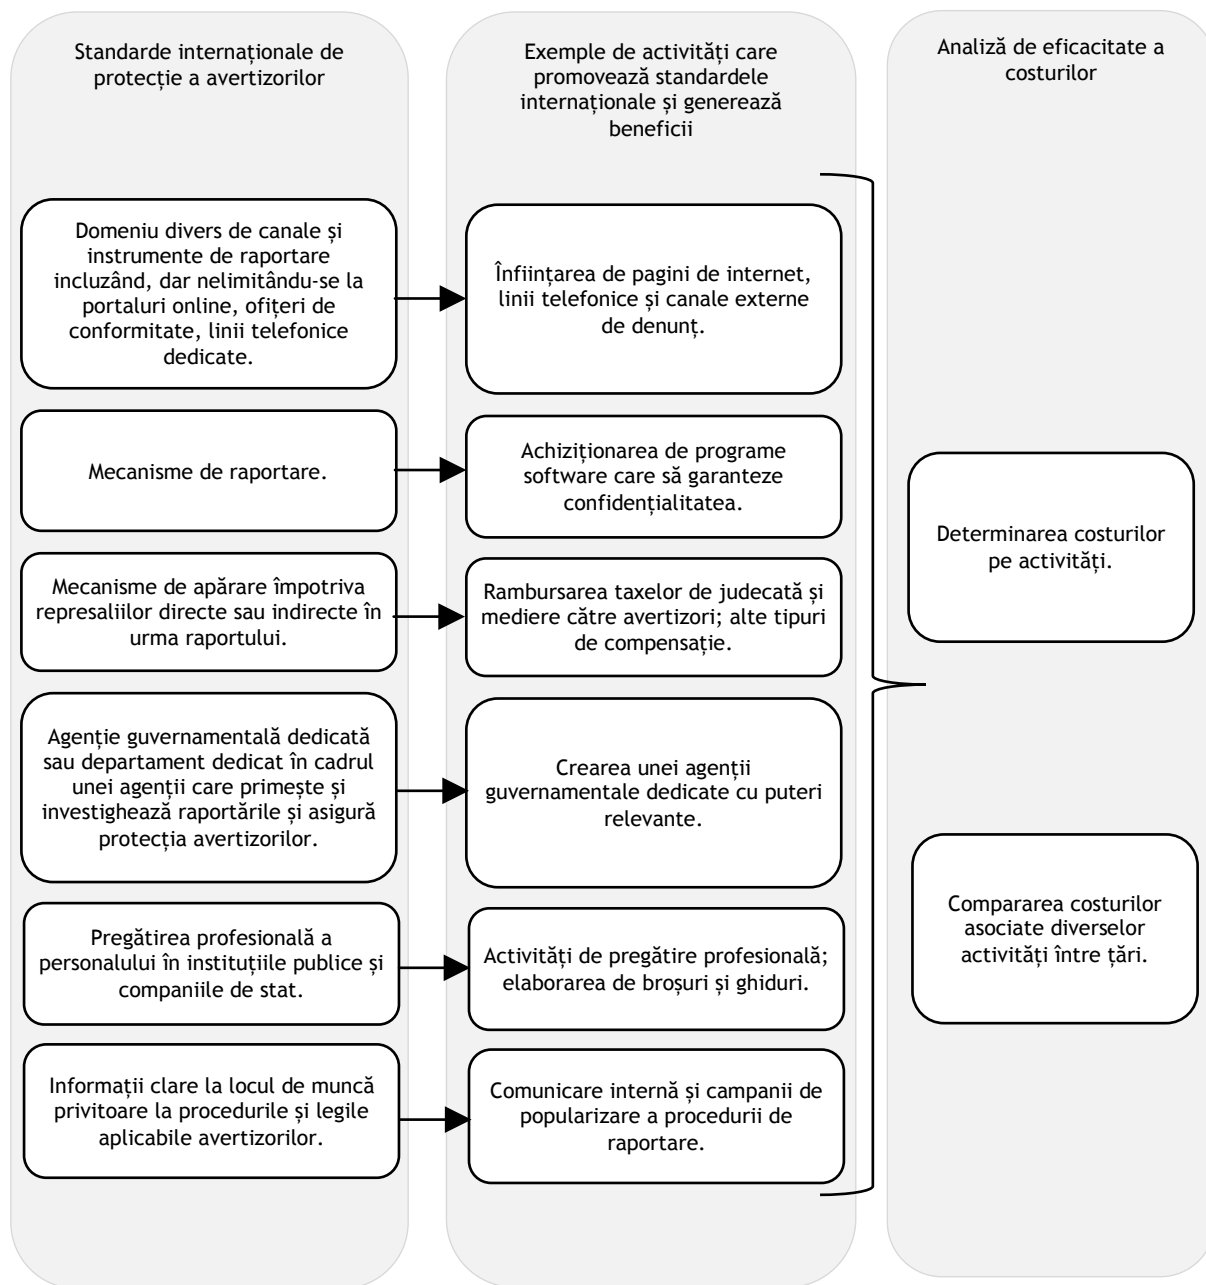 Standarde internaționale de
protecție a avertizorilor
Domeniu divers de canale și
instrumente de raportare
incluzând, dar nelimitându-se la
portaluri online, ofițeri de
conformitate, linii telefonice
dedicate.
Mecanisme de raportare.
Mecanisme de apărare împotriva
represaliilor directe sau indirecte în
urma raportului.
Agenție guvernamentală dedicată
sau departament dedicat în cadrul
unei agenții care primește și
investighează raportările și asigură
protecția avertizorilor.
Pregătirea profesională a
personalului în instituțiile publice și
companiile de stat.
Informații clare la locul de muncă
privitoare la procedurile și legile
aplicabile avertizorilor.
Exemple de activități care
promovează standardele
internaționale și generează
beneficii
Înființarea de pagini de internet,
linii telefonice și canale externe
de denunț.
Achiziționarea de programe
software care să garanteze
confidențialitatea.
Rambursarea taxelor de judecată și
mediere către avertizori; alte tipuri
de compensație.
Crearea unei agenții
guvernamentale dedicate cu puteri
relevante.
Activități de pregătire profesională;
elaborarea de broșuri și ghiduri.
Comunicare internă și campanii de
popularizare a procedurii de
raportare.
Analiză de eficacitate a
costurilor
Determinarea costurilor
pe activități.
Compararea costurilor
asociate diverselor
activități între țări.